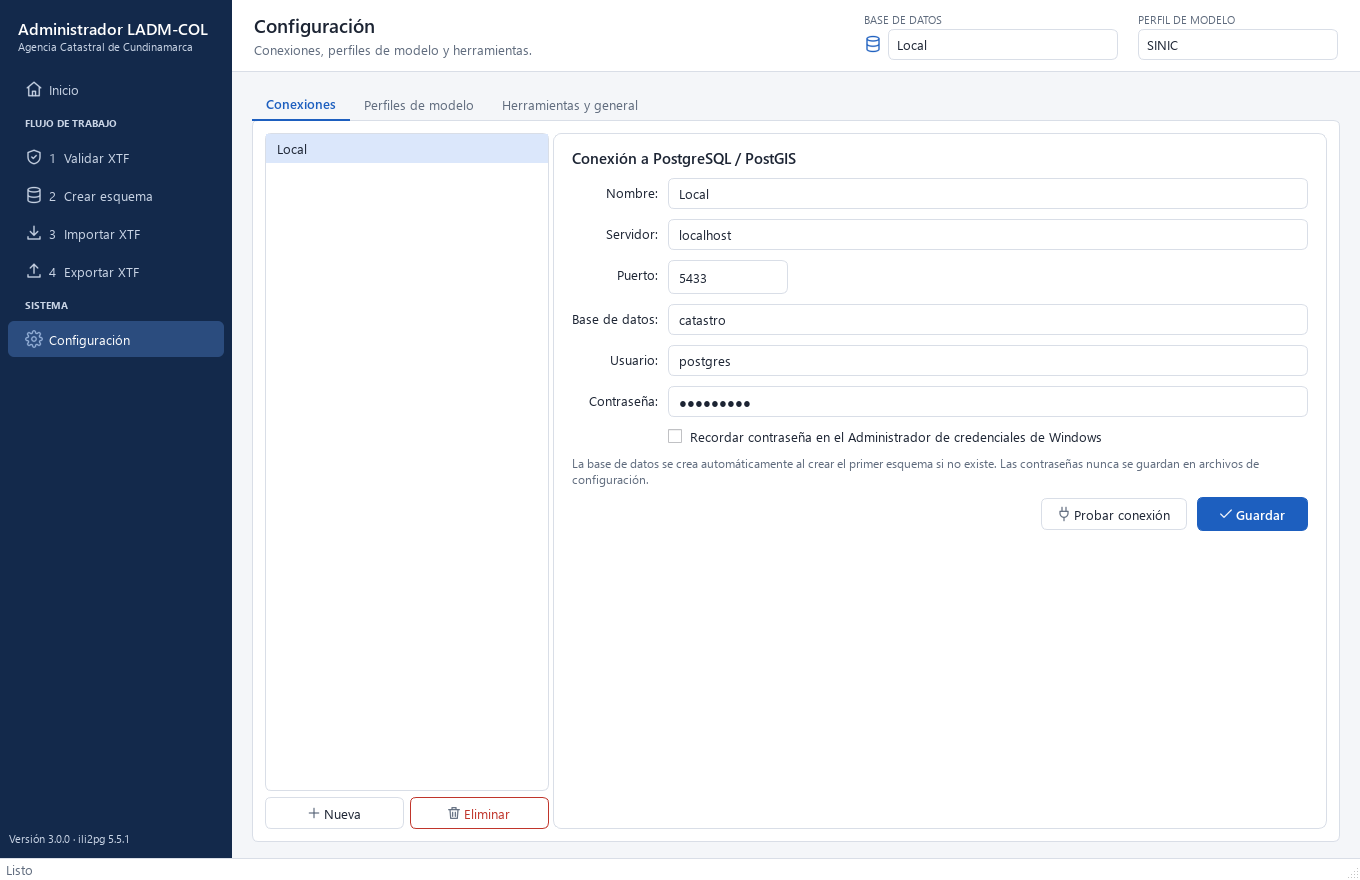 Administrador LADM-COL
Agencia Catastral de Cundinamarca
Inicio
FLUJO DE TRABAJO
1 Validar XTF
2 Crear esquema
3 Importar XTF
4 Exportar XTF
SISTEMA
Configuración
Versión 3.0.0 · ili2pg 5.5.1
Listo
Configuración
Conexiones, perfiles de modelo y herramientas.
BASE DE DATOS
Local
PERFIL DE MODELO
SINIC
Conexiones
Perfiles de modelo
Herramientas y general
Local
Nueva
Eliminar
Conexión a PostgreSQL / PostGIS
Nombre: Local
Servidor: localhost
Puerto: 5433
Base de datos: catastro
Usuario: postgres
Contraseña: ●●●●●●●●●
Recordar contraseña en el Administrador de credenciales de Windows
La base de datos se crea automáticamente al crear el primer esquema si no existe. Las contraseñas nunca se guardan en archivos de
configuración.
Probar conexión
Guardar